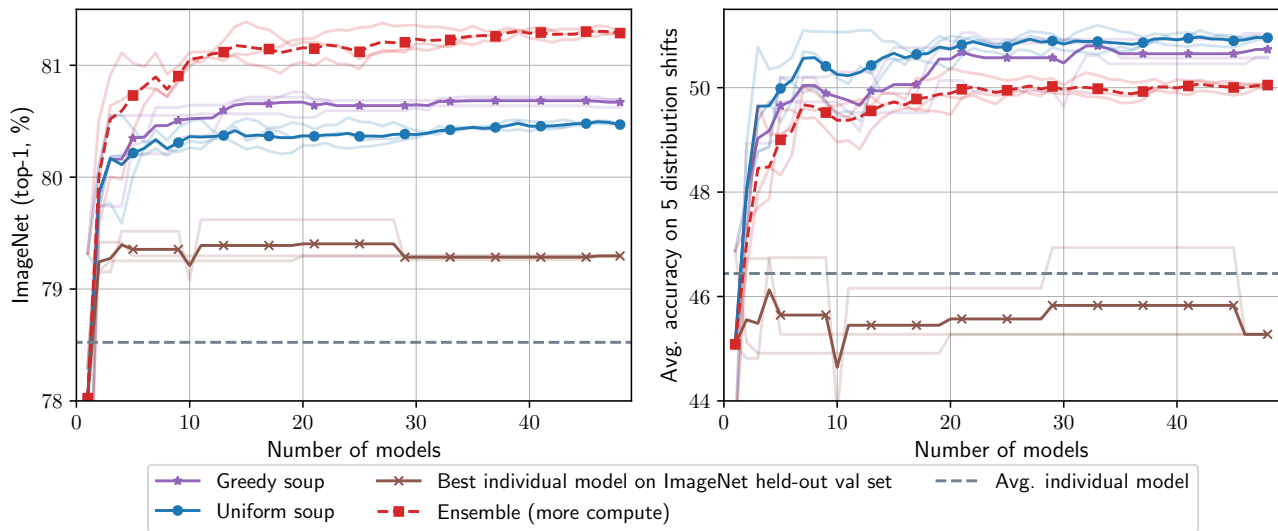 ImageNet (top-1, %)
81
80
79
78
0
10
20
30
40
Number of models
Avg. accuracy on 5 distribution shifts
50
48
46
44
0
10
20
30
40
Number of models
Greedy soup
Uniform soup
Best individual model on ImageNet held-out val set
Ensemble (more compute)
Avg. individual model